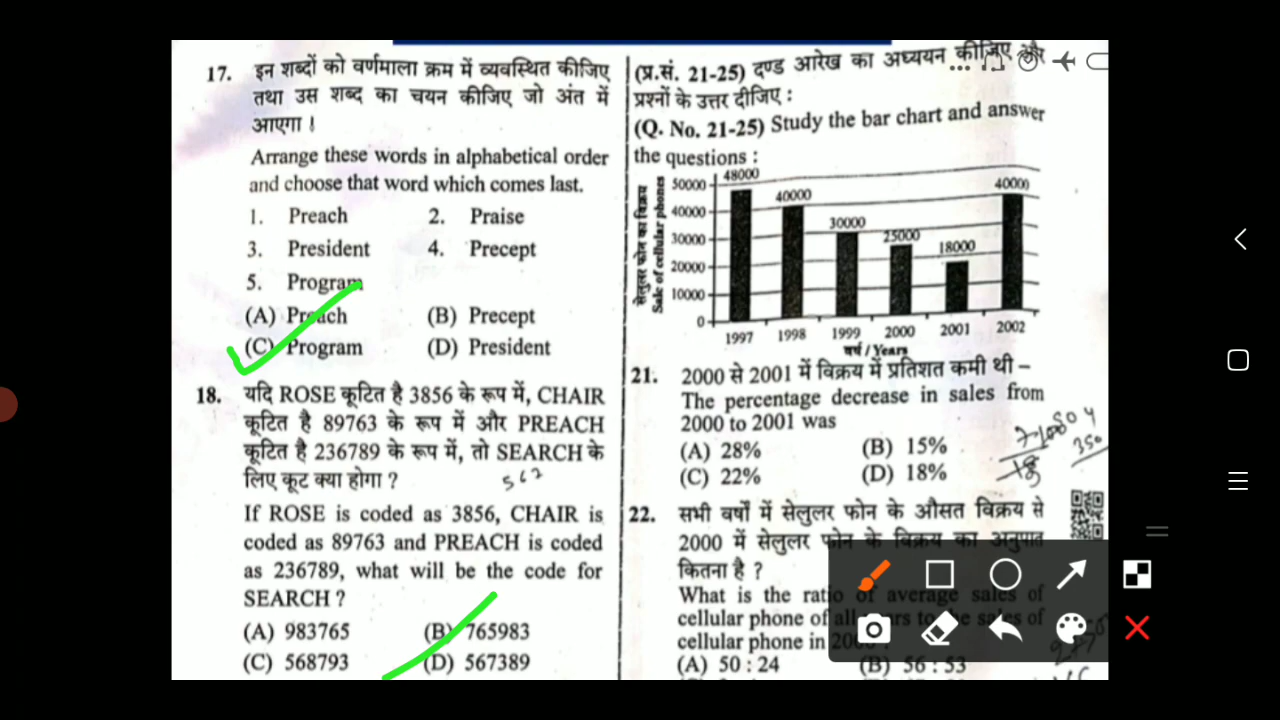 17. इन शब्दों को वर्णमाला क्रम में व्यवस्थित कीजिए
तथा उस शब्द का चयन कीजिए जो अंत में
आएगा।
Arrange these words in alphabetical order
and choose that word which comes last.
1. Preach 2. Praise
3. President 4. Precept
5. Program
(A) Preach (B) Precept
(C) Program (D) President
18. यदि ROSE कूटित है 3856 के रूप में, CHAIR
कूटित है 89763 के रूप में और PREACH
कूटित है 236789 के रूप में, तो SEARCH के
लिए कूट क्या होगा ?
562
If ROSE is coded as 3856, CHAIR is
coded as 89763 and PREACH is coded
as 236789, what will be the code for
SEARCH ?
(A) 983765 (B) 765983
(C) 568793 (D) 567389
(प्र.सं. 21-25) दण्ड आरेख का अध्ययन कीजिए और
प्रश्नों के उत्तर दीजिए :
(Q. No. 21-25) Study the bar chart and answer
the questions :
सेलुलर फोन का विक्रय
Sale of cellular phones
50000
40000
30000
20000
10000
0
48000
40000
30000
25000
18000
40000
1997 1998 1999 2000 2001 2002
वर्ष / Years
21. 2000 से 2001 में विक्रय में प्रतिशत कमी थी –
The percentage decrease in sales from
2000 to 2001 was
(A) 28% (B) 15%
(C) 22% (D) 18%
22. सभी वर्षों में सेलुलर फोन के औसत विक्रय से
2000 में सेलुलर फोन के विक्रय का अनुपात
कितना है ?
What is the ratio of average sales of
cellular phone of all years to the sales of
cellular phone in
(A) 50 : 24 (B) 56 : 53